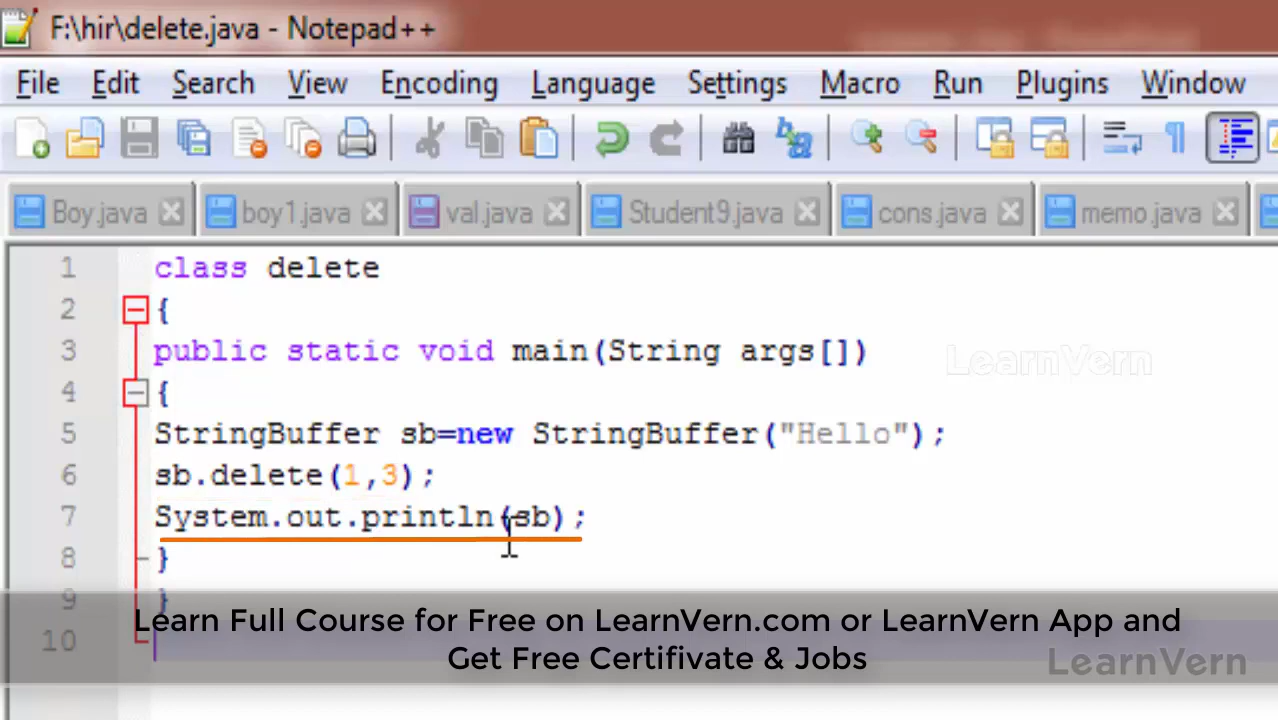 F:\hir\delete.java - Notepad++
File Edit Search View Encoding Language Settings Macro Run Plugins Window
Boy.java boy1.java val.java Student9.java cons.java memo.java
1 class delete
2 {
3 public static void main(String args[])
LearnVern
4 {
5 StringBuffer sb=new StringBuffer("Hello");
6 sb.delete(1,3);
7 System.out.println(sb);
8 }
9 }
10
Learn Full Course for Free on LearnVern.com or LearnVern App and
Get Free Certifivate & Jobs
LearnVern